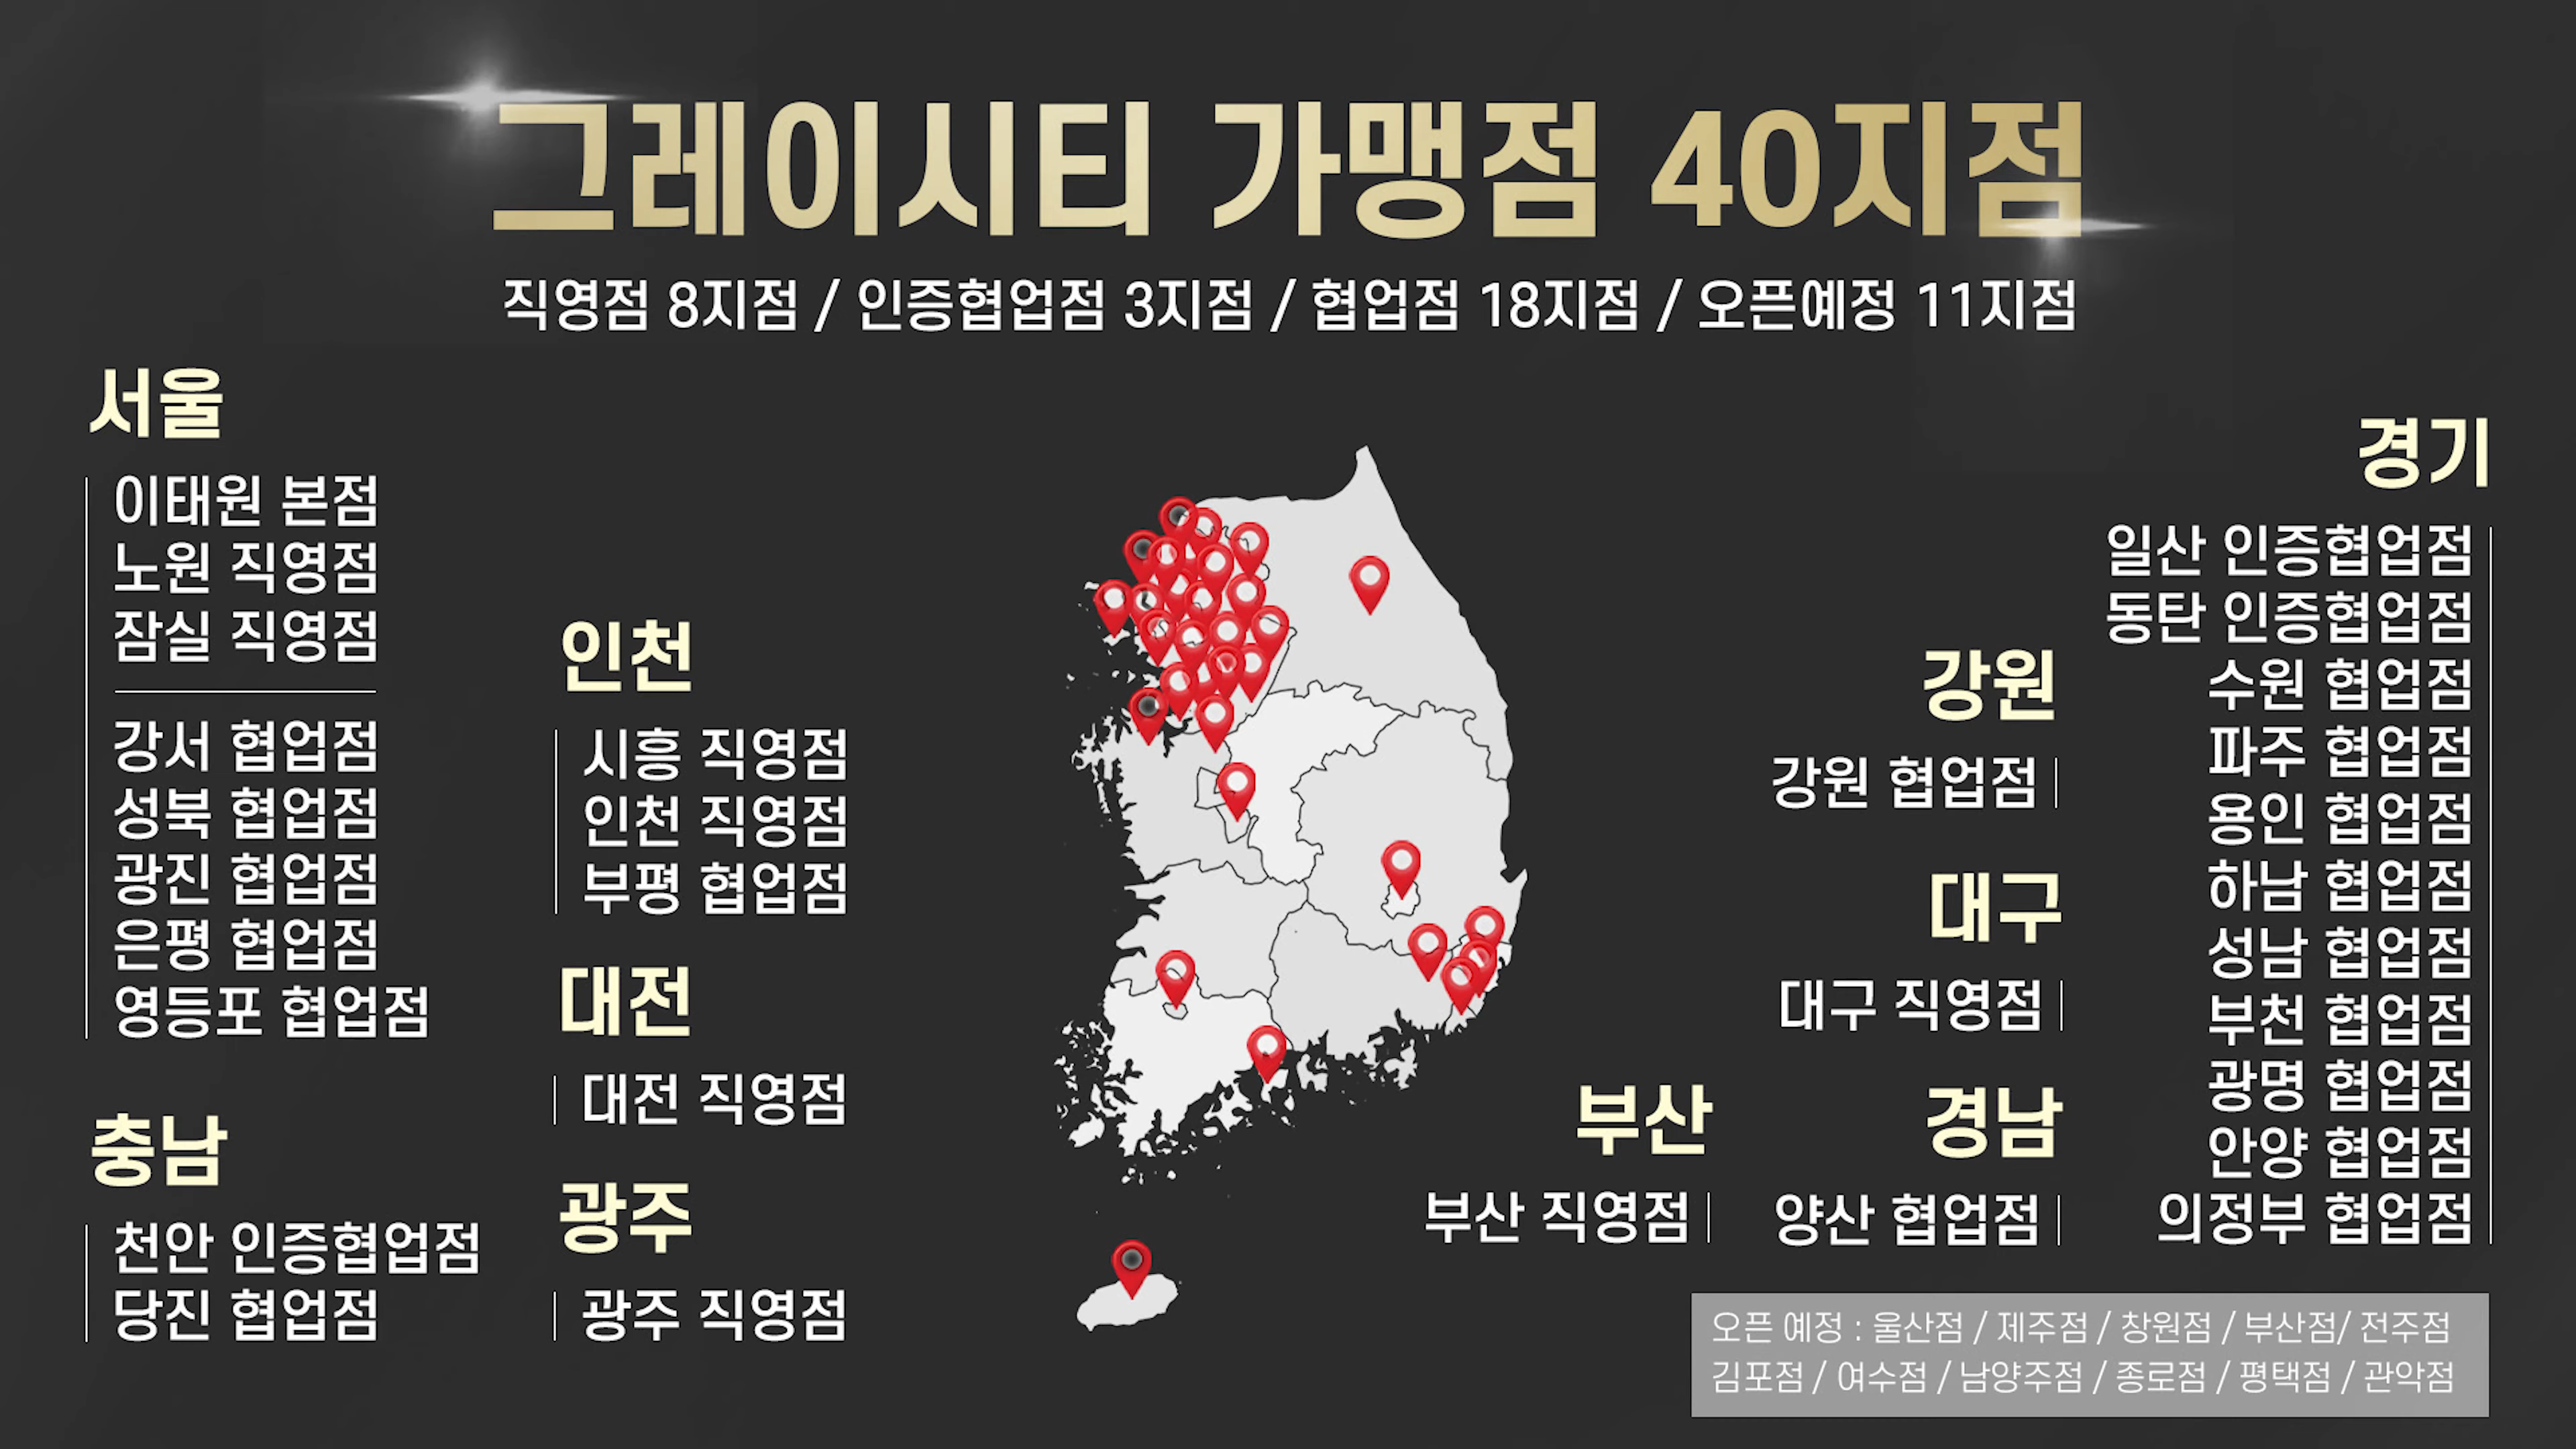 그레이시티 가맹점 40지점
직영점 8지점 / 인증협업점 3지점 / 협업점 18지점 / 오픈예정 11지점
서울
이태원 본점
노원 직영점
잠실 직영점
강서 협업점
성북 협업점
광진 협업점
은평 협업점
영등포 협업점
충남
천안 인증협업점
당진 협업점
인천
시흥 직영점
인천 직영점
부평 협업점
대전
대전 직영점
광주
광주 직영점
강원
강원 협업점
대구
대구 직영점
부산
부산 직영점
경남
양산 협업점
경기
일산 인증협업점
동탄 인증협업점
수원 협업점
파주 협업점
용인 협업점
하남 협업점
성남 협업점
부천 협업점
광명 협업점
안양 협업점
의정부 협업점
오픈 예정 : 울산점 / 제주점 / 창원점 / 부산점/ 전주점
김포점 / 여수점 / 남양주점 / 종로점 / 평택점 / 관악점